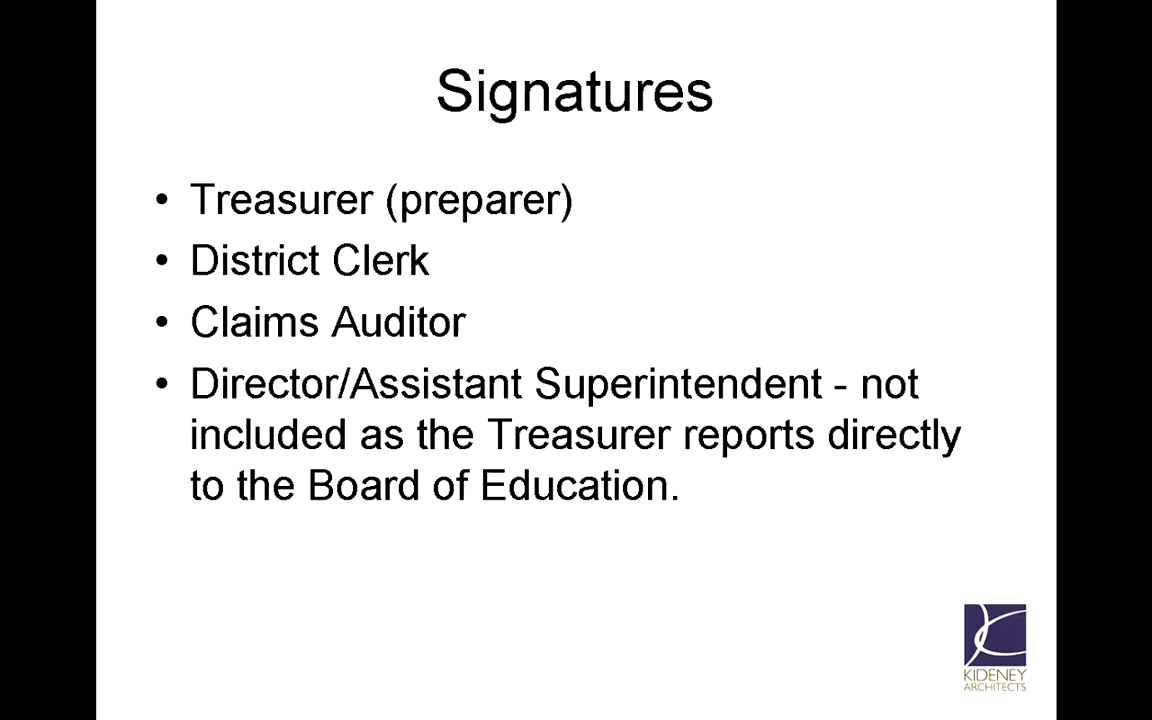 Signatures
• Treasurer (preparer)
• District Clerk
• Claims Auditor
• Director/Assistant Superintendent - not
included as the Treasurer reports directly
to the Board of Education.
KIDENEY
ARCHITECTS